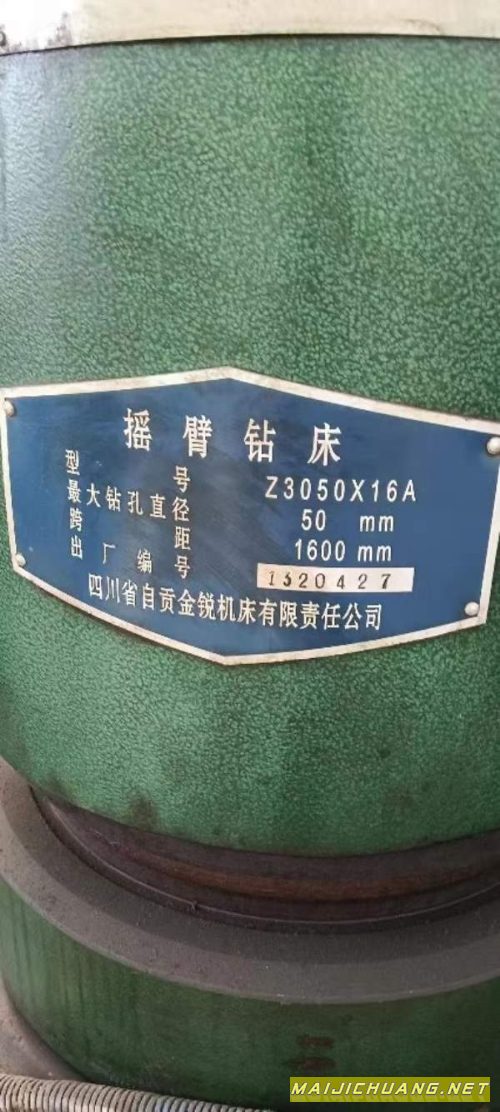 摇臂钻床
型号 Z3050X16A
最大钻孔直径 50 mm
跨距 1600 mm
出厂编号 1320427
四川省自贡金锐机床有限责任公司
MAIJICHUANG.NET